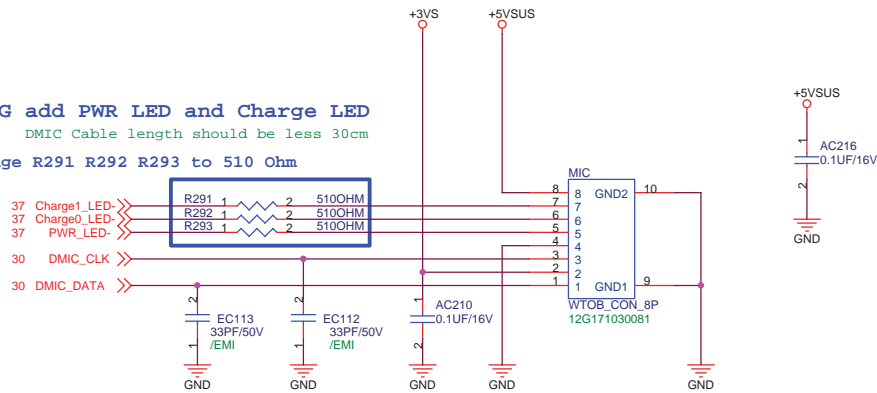 +3VS +5VSUS
+5VSUS
G add PWR LED and Charge LED
DMIC Cable length should be less 30cm
ge R291 R292 R293 to 510 Ohm
1 AC216
0.1UF/16V
2
GND
MIC
37 Charge1_LED- R291 1 2 510OHM
37 Charge0_LED- R292 1 2 510OHM
37 PWR_LED- R293 1 2 510OHM
30 DMIC_CLK
30 DMIC_DATA
8 8 GND2 10
7 7
6 6
5 5
4 4
3 3
2 2
1 1 GND1 9
WTOB_CON_8P
12G171030081
2 EC113
33PF/50V
1 /EMI
GND
2 EC112
33PF/50V
1 /EMI
GND
1 AC210
0.1UF/16V
2
GND
GND
GND